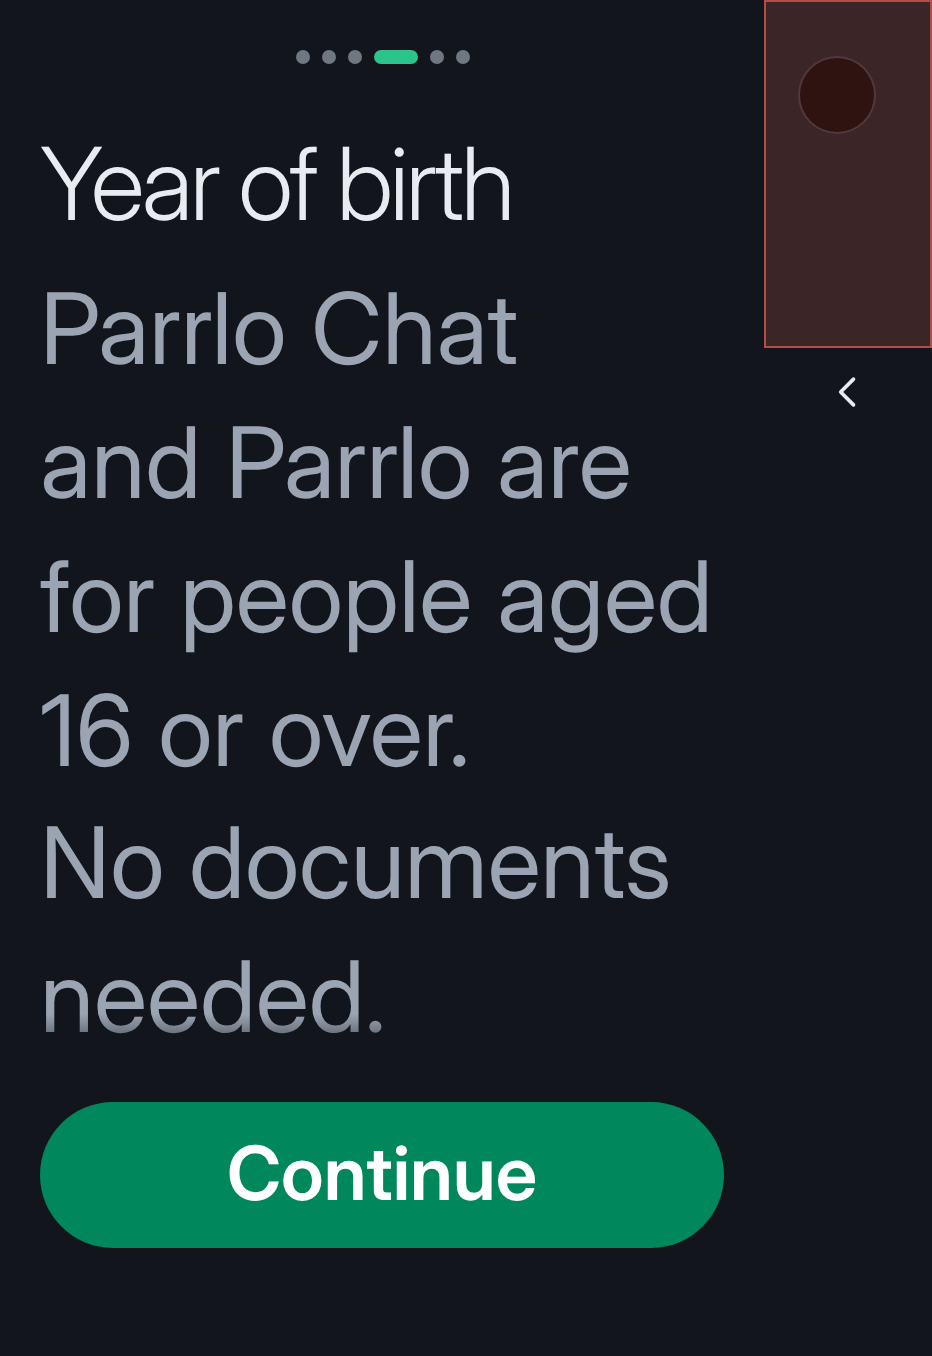 Year of birth
Parrlo Chat
and Parrlo are
for people aged
16 or over.
No documents
needed.
Continue